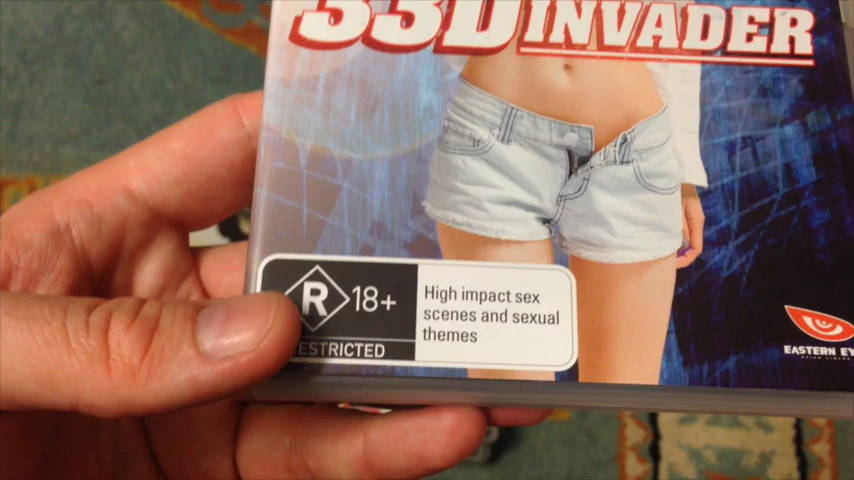 33D INVADER
R 18+
RESTRICTED
High impact sex
scenes and sexual
themes
EASTERN EY